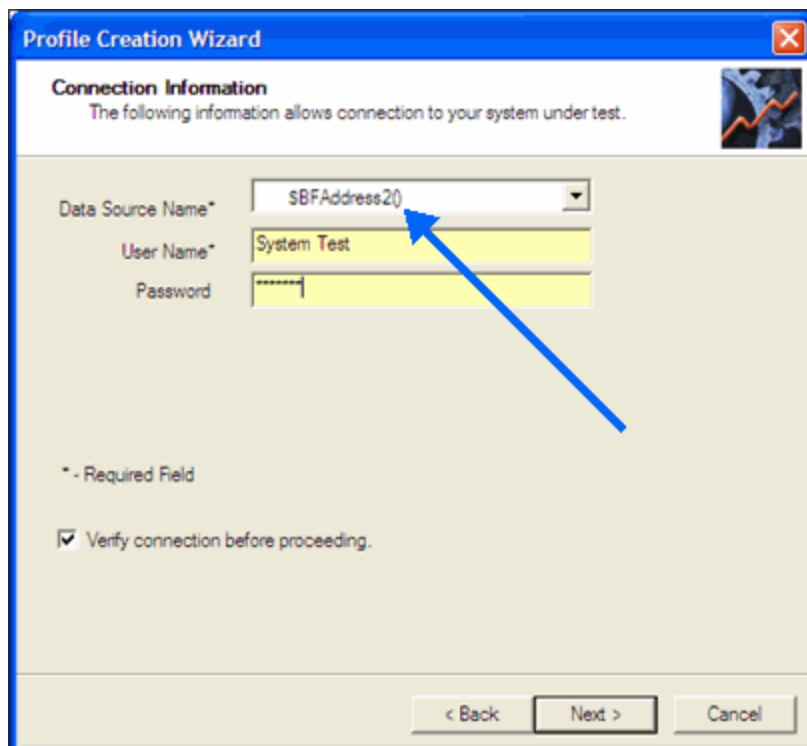 Profile Creation Wizard
Connection Information
The following information allows connection to your system under test.
Data Source Name* $BFAddress2()
User Name* System Test
Password *******
* - Required Field
Verify connection before proceeding.
< Back Next > Cancel